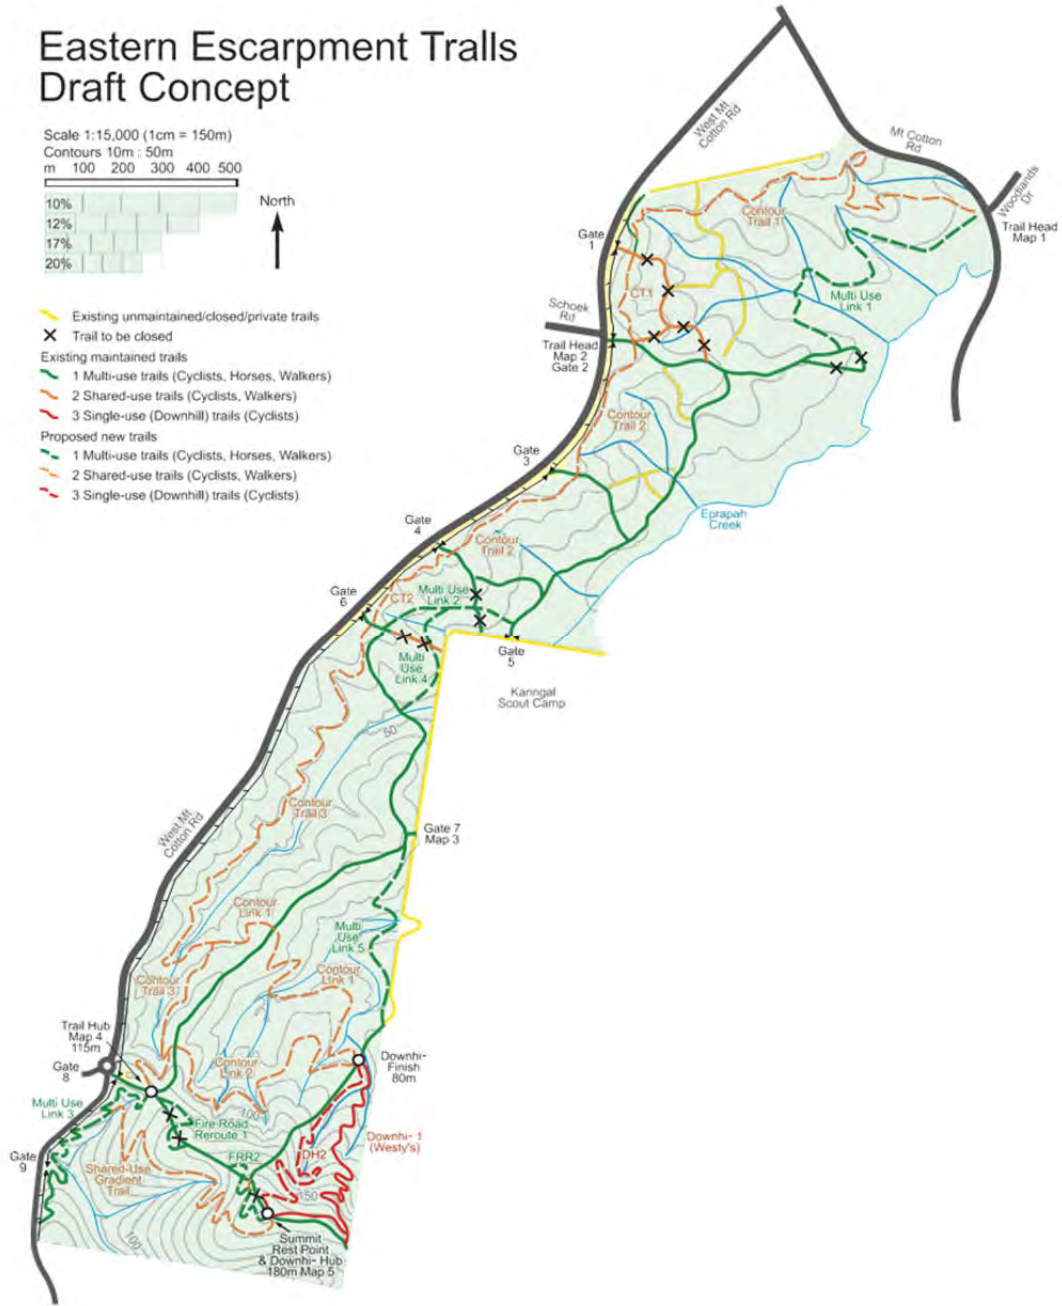 Eastern Escarpment Tralls
Draft Concept
Scale 1:15,000 (1cm = 150m)
Contours 10m : 50m
m 100 200 300 400 500
10%
12%
17%
20%
North
Existing unmaintained/closed/private trails
Trail to be closed
Existing maintained trails
1 Multi-use trails (Cyclists, Horses, Walkers)
2 Shared-use trails (Cyclists, Walkers)
3 Single-use (Downhill) trails (Cyclists)
Proposed new trails
1 Multi-use trails (Cyclists, Horses, Walkers)
2 Shared-use trails (Cyclists, Walkers)
3 Single-use (Downhill) trails (Cyclists)
West Mt
Cotton Rd
Mt Cotton
Rd
Woodlands
Dr
Trail Head
Map 1
Contour
Trail 1
Gate
1
CT1
Multi Use
Link 1
Schoek
Rd
Trail Head
Map 2
Gate 2
Contour
Trail 2
Gate
3
Eprapah
Creek
Gate
4
Contour
Trail 2
Gate
6
CT2
Multi Use
Link 2
Gate
5
Multi
Use
Link 4
Karingal
Scout Camp
50
Contour
Trail 3
West Mt
Cotton Rd
Gate 7
Map 3
Contour
Link 1
Multi
Use
Link 5
Contour
Link 1
Contour
Trail 3
Trail Hub
Map 4
115m
Gate
8
Contour
Link 2
Downhi-
Finish
80m
Multi Use
Link 3
100
Fire Road
Reroute 1
Downhi- 1
(Westy's)
Gate
9
FRR2
DH2
Shared-Use
Gradient
Trail
150
100
Summit
Rest Point
& Downhi- Hub
180m Map 5